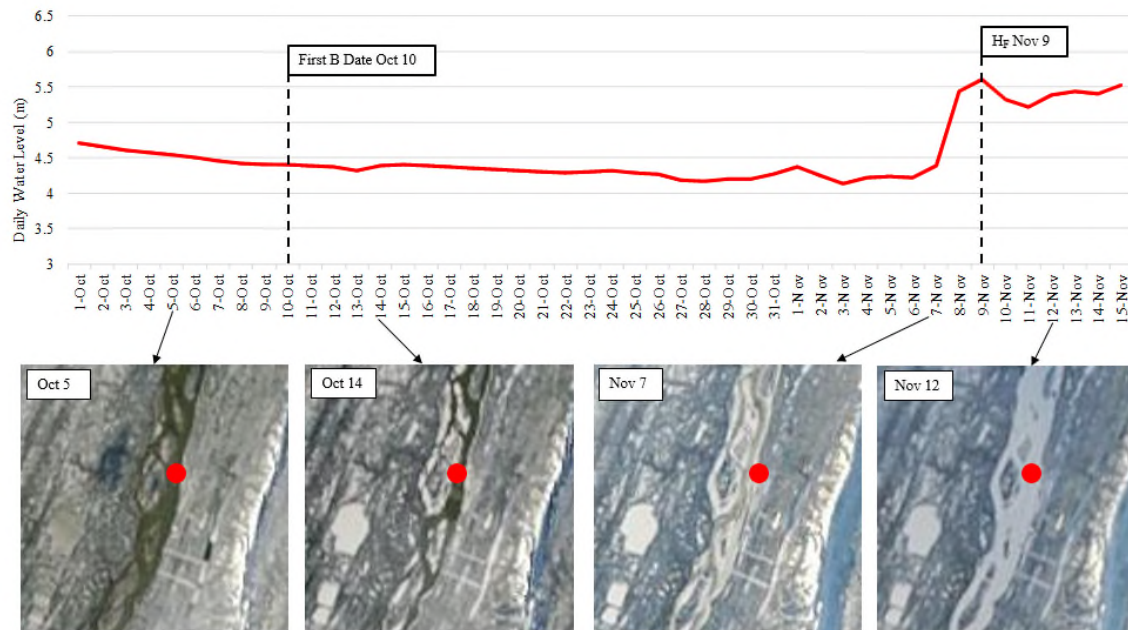 6.5
6
5.5
5
4.5
4
3.5
3
Daily Water Level (m)
First B Date Oct 10
HF Nov 9
1-Oct
2-Oct
3-Oct
4-Oct
5-Oct
6-Oct
7-Oct
8-Oct
9-Oct
10-Oct
11-Oct
12-Oct
13-Oct
14-Oct
15-Oct
16-Oct
17-Oct
18-Oct
19-Oct
20-Oct
21-Oct
22-Oct
23-Oct
24-Oct
25-Oct
26-Oct
27-Oct
28-Oct
29-Oct
30-Oct
31-Oct
1-Nov
2-Nov
3-Nov
4-Nov
5-Nov
6-Nov
7-Nov
8-Nov
9-Nov
10-Nov
11-Nov
12-Nov
13-Nov
14-Nov
15-Nov
Oct 5
Oct 14
Nov 7
Nov 12